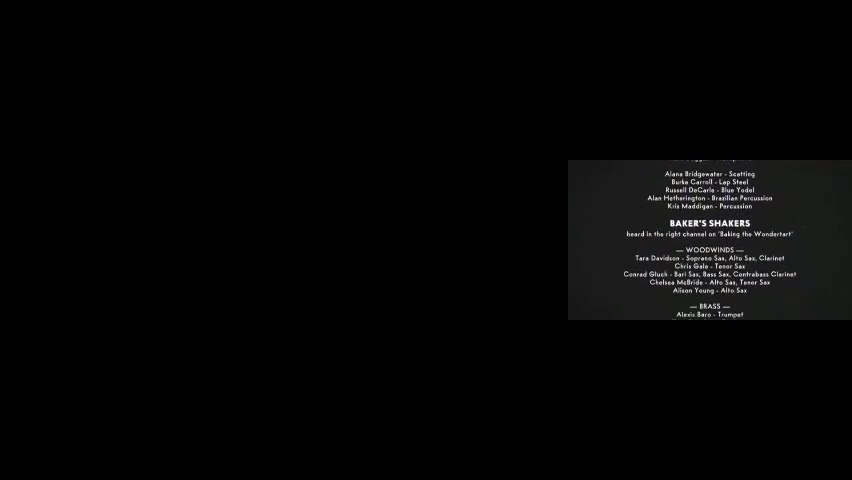 Alana Bridgewater - Scatting
Burke Carroll - Lap Steel
Russell DeCarle - Blue Yodel
Alan Hetherington - Brazilian Percussion
Kris Maddigan - Percussion
BAKER'S SHAKERS
heard in the right channel on 'Baking the Wondertart'
— WOODWINDS —
Tara Davidson - Soprano Sax, Alto Sax, Clarinet
Chris Gale - Tenor Sax
Conrad Gluch - Bari Sax, Bass Sax, Contrabass Clarinet
Chelsea McBride - Alto Sax, Tenor Sax
Alison Young - Alto Sax
— BRASS —
Alexis Baro - Trumpet